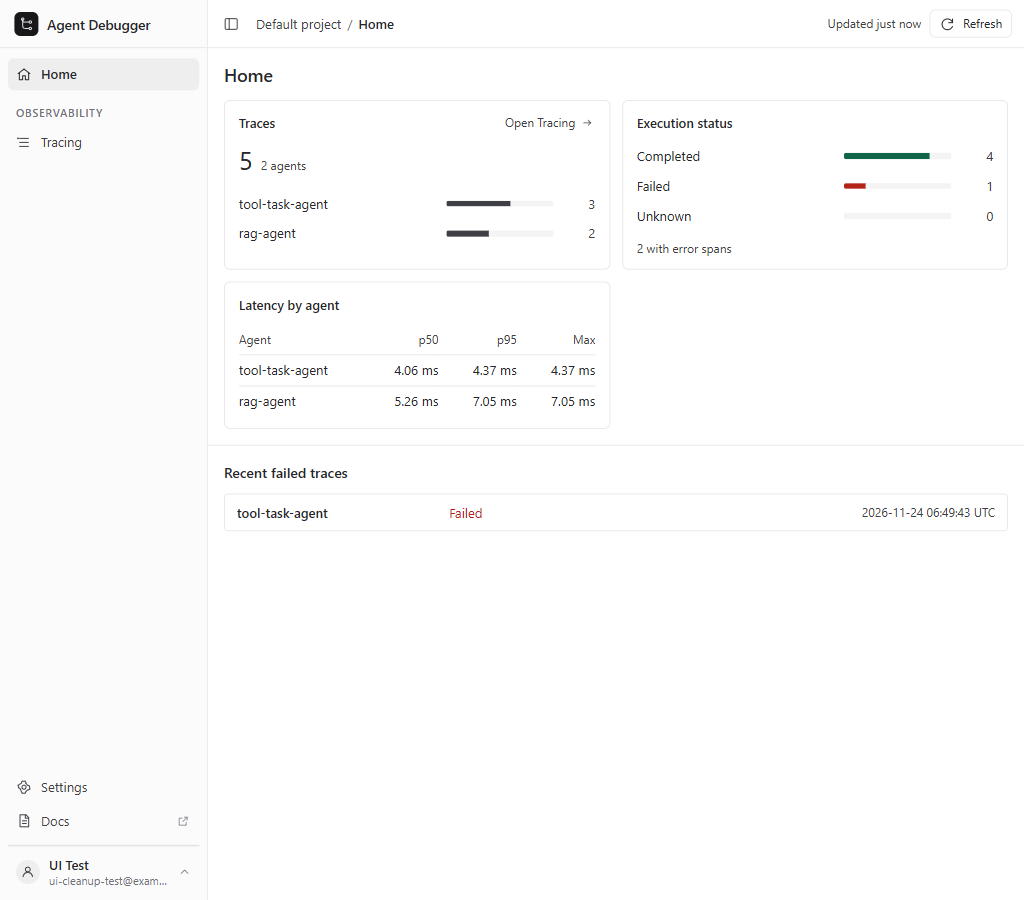 Agent Debugger
Default project / Home
Updated just now
Refresh
Home
OBSERVABILITY
Tracing
Settings
Docs
UI Test
ui-cleanup-test@exam...
Home
Traces
Open Tracing →
5 2 agents
tool-task-agent 3
rag-agent 2
Execution status
Completed 4
Failed 1
Unknown 0
2 with error spans
Latency by agent
Agent p50 p95 Max
tool-task-agent 4.06 ms 4.37 ms 4.37 ms
rag-agent 5.26 ms 7.05 ms 7.05 ms
Recent failed traces
tool-task-agent Failed 2026-11-24 06:49:43 UTC